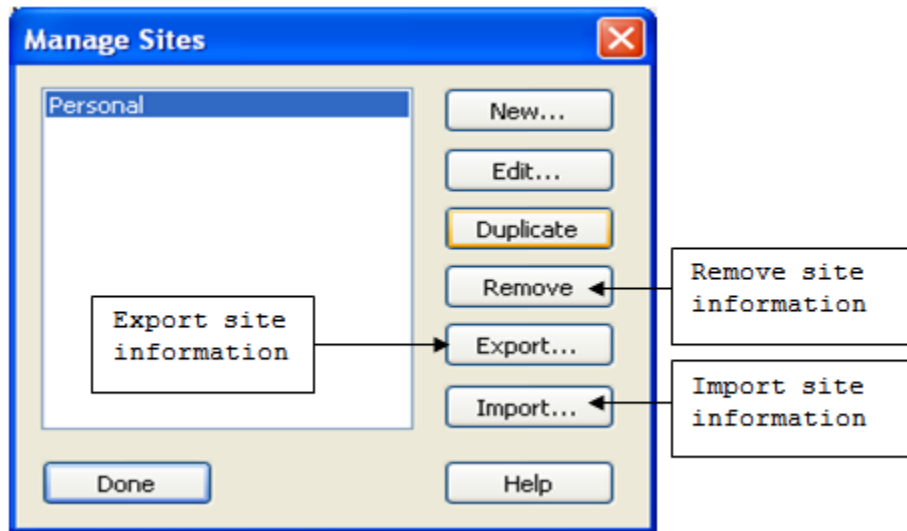 Manage Sites
Personal
New...
Edit...
Duplicate
Remove
Remove site
information
Export site
information
Export...
Import...
Import site
information
Done
Help